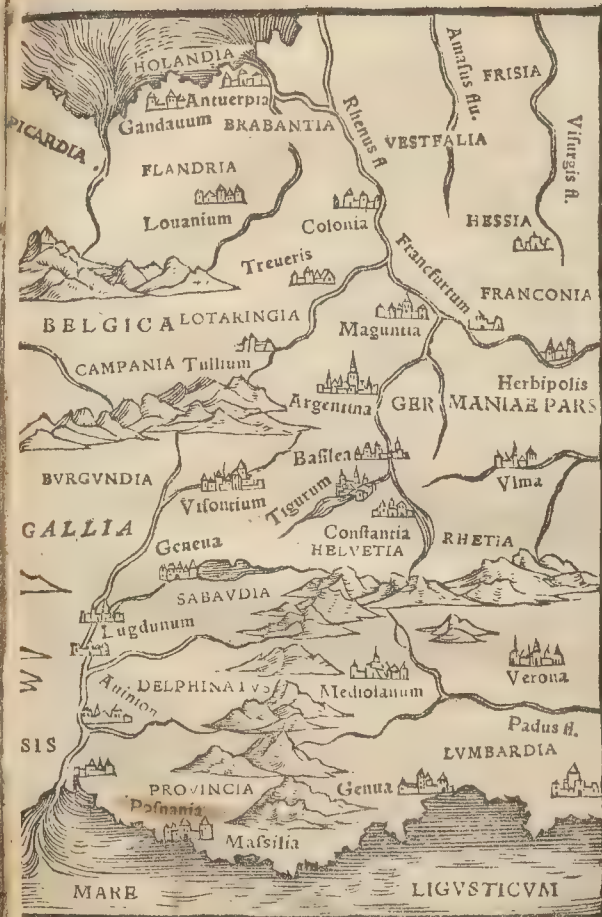 HOLANDIA
FRISIA
Amaſus flu.
Antuerpia
Gandauum
BRABANTIA
Rhenus fl
VESTFALIA
Viſurgis fl.
PICARDIA
FLANDRIA
Louanium
Colonia
HESSIA
Treueris
Francfurtum
FRANCONIA
BELGICA
LOTARINGIA
Maguntia
CAMPANIA
Tullium
Argentina
Herbipolis
GERMANIAE PARS
BVRGVNDIA
Viſontium
Baſilea
Vlma
Tigurum
GALLIA
Conſtantia
Geneua
HELVETIA
RHETIA
SABAVDIA
Lugdunum
Auinion
DELPHINATVS
Mediolanum
Verona
Padus fl.
SIS
LVMBARDIA
PROVINCIA
Genua
Poſnania
Maſsilia
MARE
LIGVSTICVM